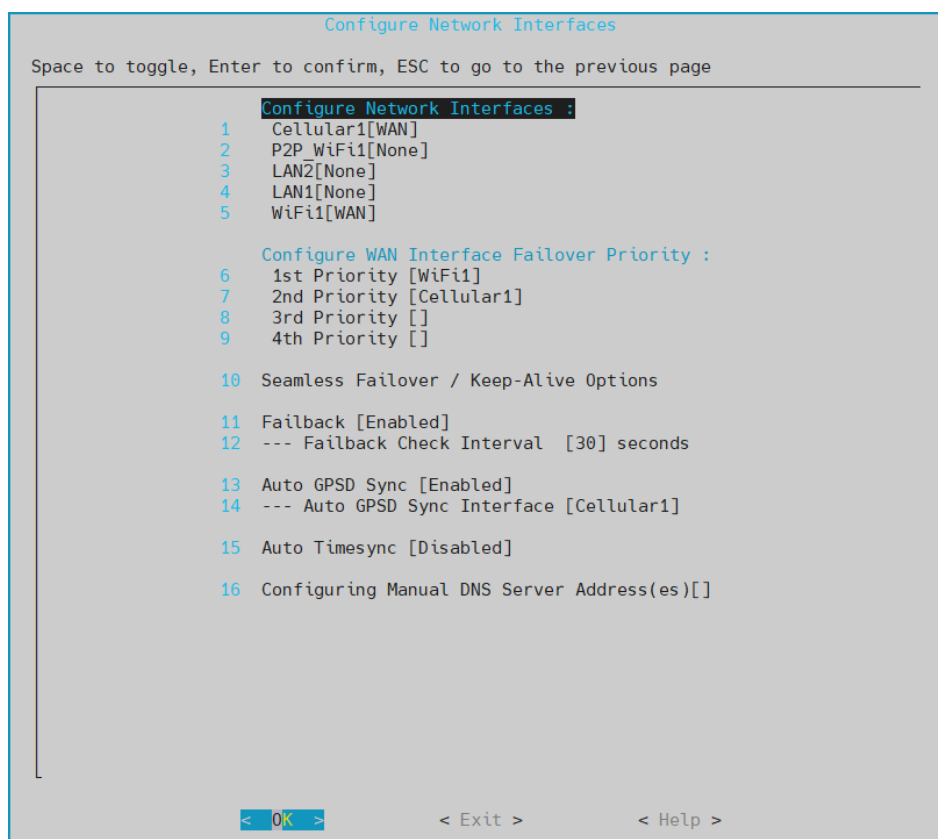 Configure Network Interfaces
Space to toggle, Enter to confirm, ESC to go to the previous page
Configure Network Interfaces :
1 Cellular1[WAN]
2 P2P_WiFi1[None]
3 LAN2[None]
4 LAN1[None]
5 WiFi1[WAN]
Configure WAN Interface Failover Priority :
6 1st Priority [WiFi1]
7 2nd Priority [Cellular1]
8 3rd Priority []
9 4th Priority []
10 Seamless Failover / Keep-Alive Options
11 Failback [Enabled]
12 --- Failback Check Interval [30] seconds
13 Auto GPSD Sync [Enabled]
14 --- Auto GPSD Sync Interface [Cellular1]
15 Auto Timesync [Disabled]
16 Configuring Manual DNS Server Address(es)[]
< OK > < Exit > < Help >